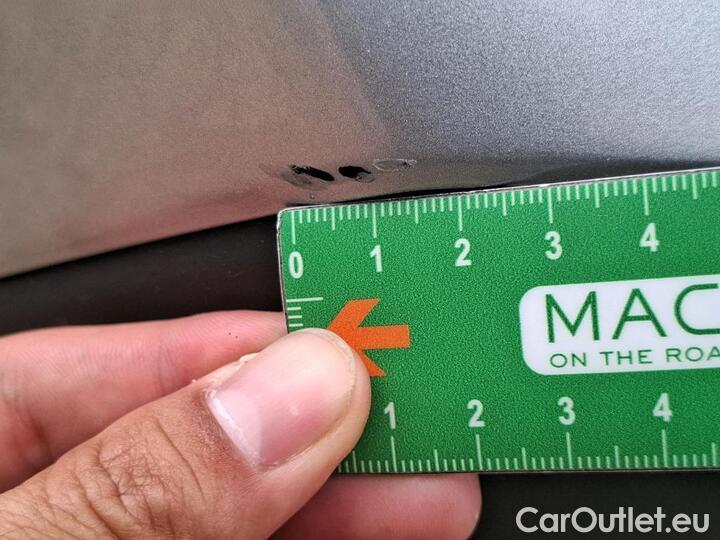 0 1 2 3 4
MAC
ON THE ROA
1 2 3 4
CarOutlet.eu